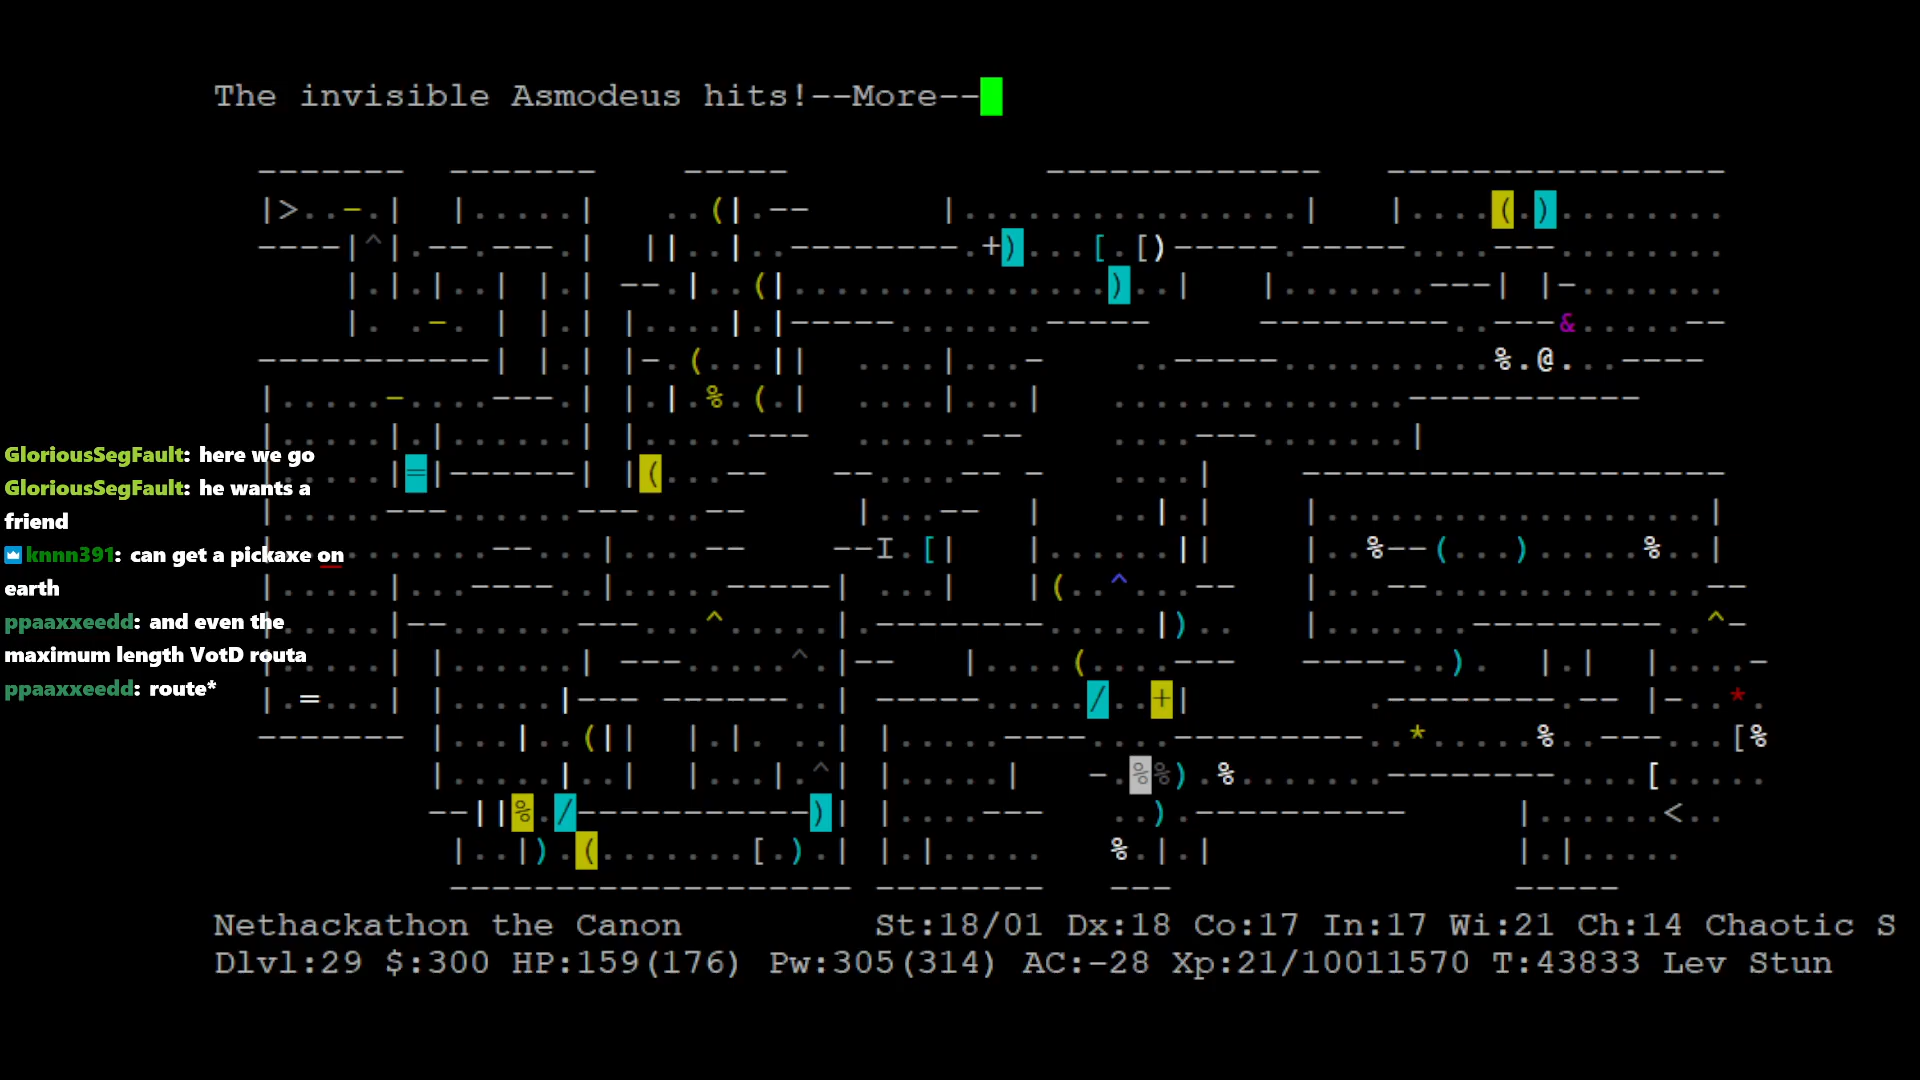 The invisible Asmodeus hits!--More--
GloriousSegFault: here we go
GloriousSegFault: he wants a
friend
knnn391: can get a pickaxe on
earth
ppaaxxeedd: and even the
maximum length VotD routa
ppaaxxeedd: route*
Nethackathon the Canon St:18/01 Dx:18 Co:17 In:17 Wi:21 Ch:14 Chaotic S
Dlvl:29 $:300 HP:159(176) Pw:305(314) AC:-28 Xp:21/10011570 T:43833 Lev Stun